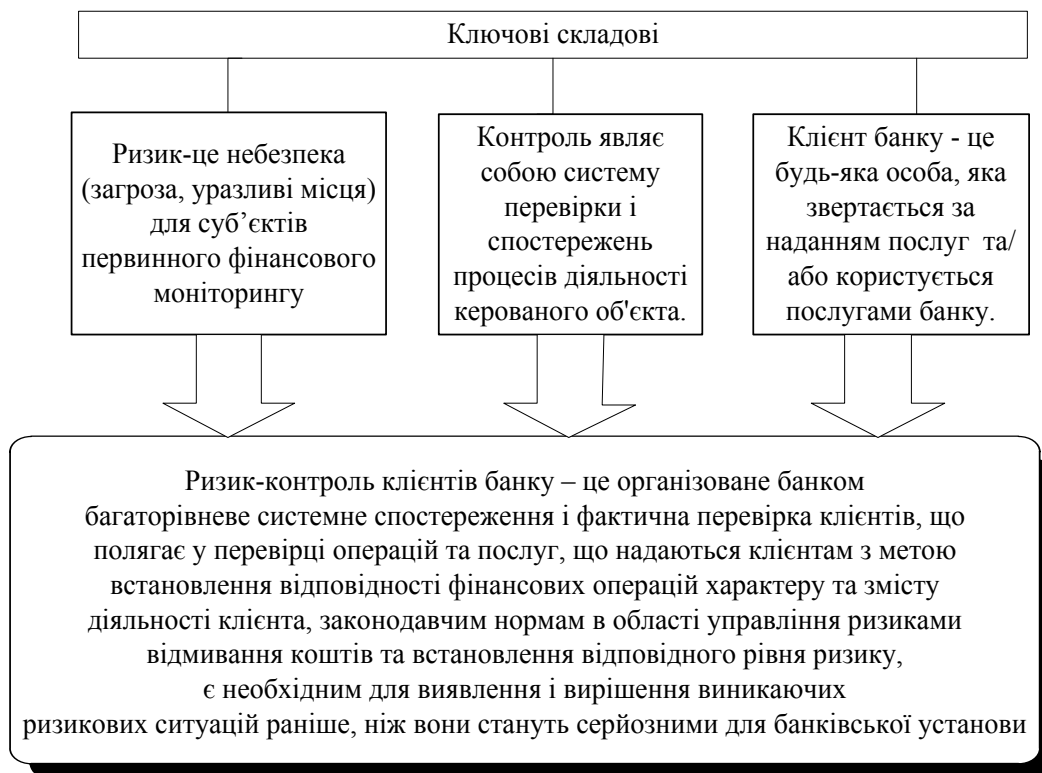 Ключові складові
Ризик-це небезпека
(загроза, уразливі місця)
для суб’єктів
первинного фінансового
моніторингу
Контроль являє
собою систему
перевірки і
спостережень
процесів діяльності
керованого об'єкта.
Клієнт банку - це
будь-яка особа, яка
звертається за
наданням послуг та/
або користується
послугами банку.
Ризик-контроль клієнтів банку – це організоване банком
багаторівневе системне спостереження і фактична перевірка клієнтів, що
полягає у перевірці операцій та послуг, що надаються клієнтам з метою
встановлення відповідності фінансових операцій характеру та змісту
діяльності клієнта, законодавчим нормам в області управління ризиками
відмивання коштів та встановлення відповідного рівня ризику,
є необхідним для виявлення і вирішення виникаючих
ризикових ситуацій раніше, ніж вони стануть серйозними для банківської установи